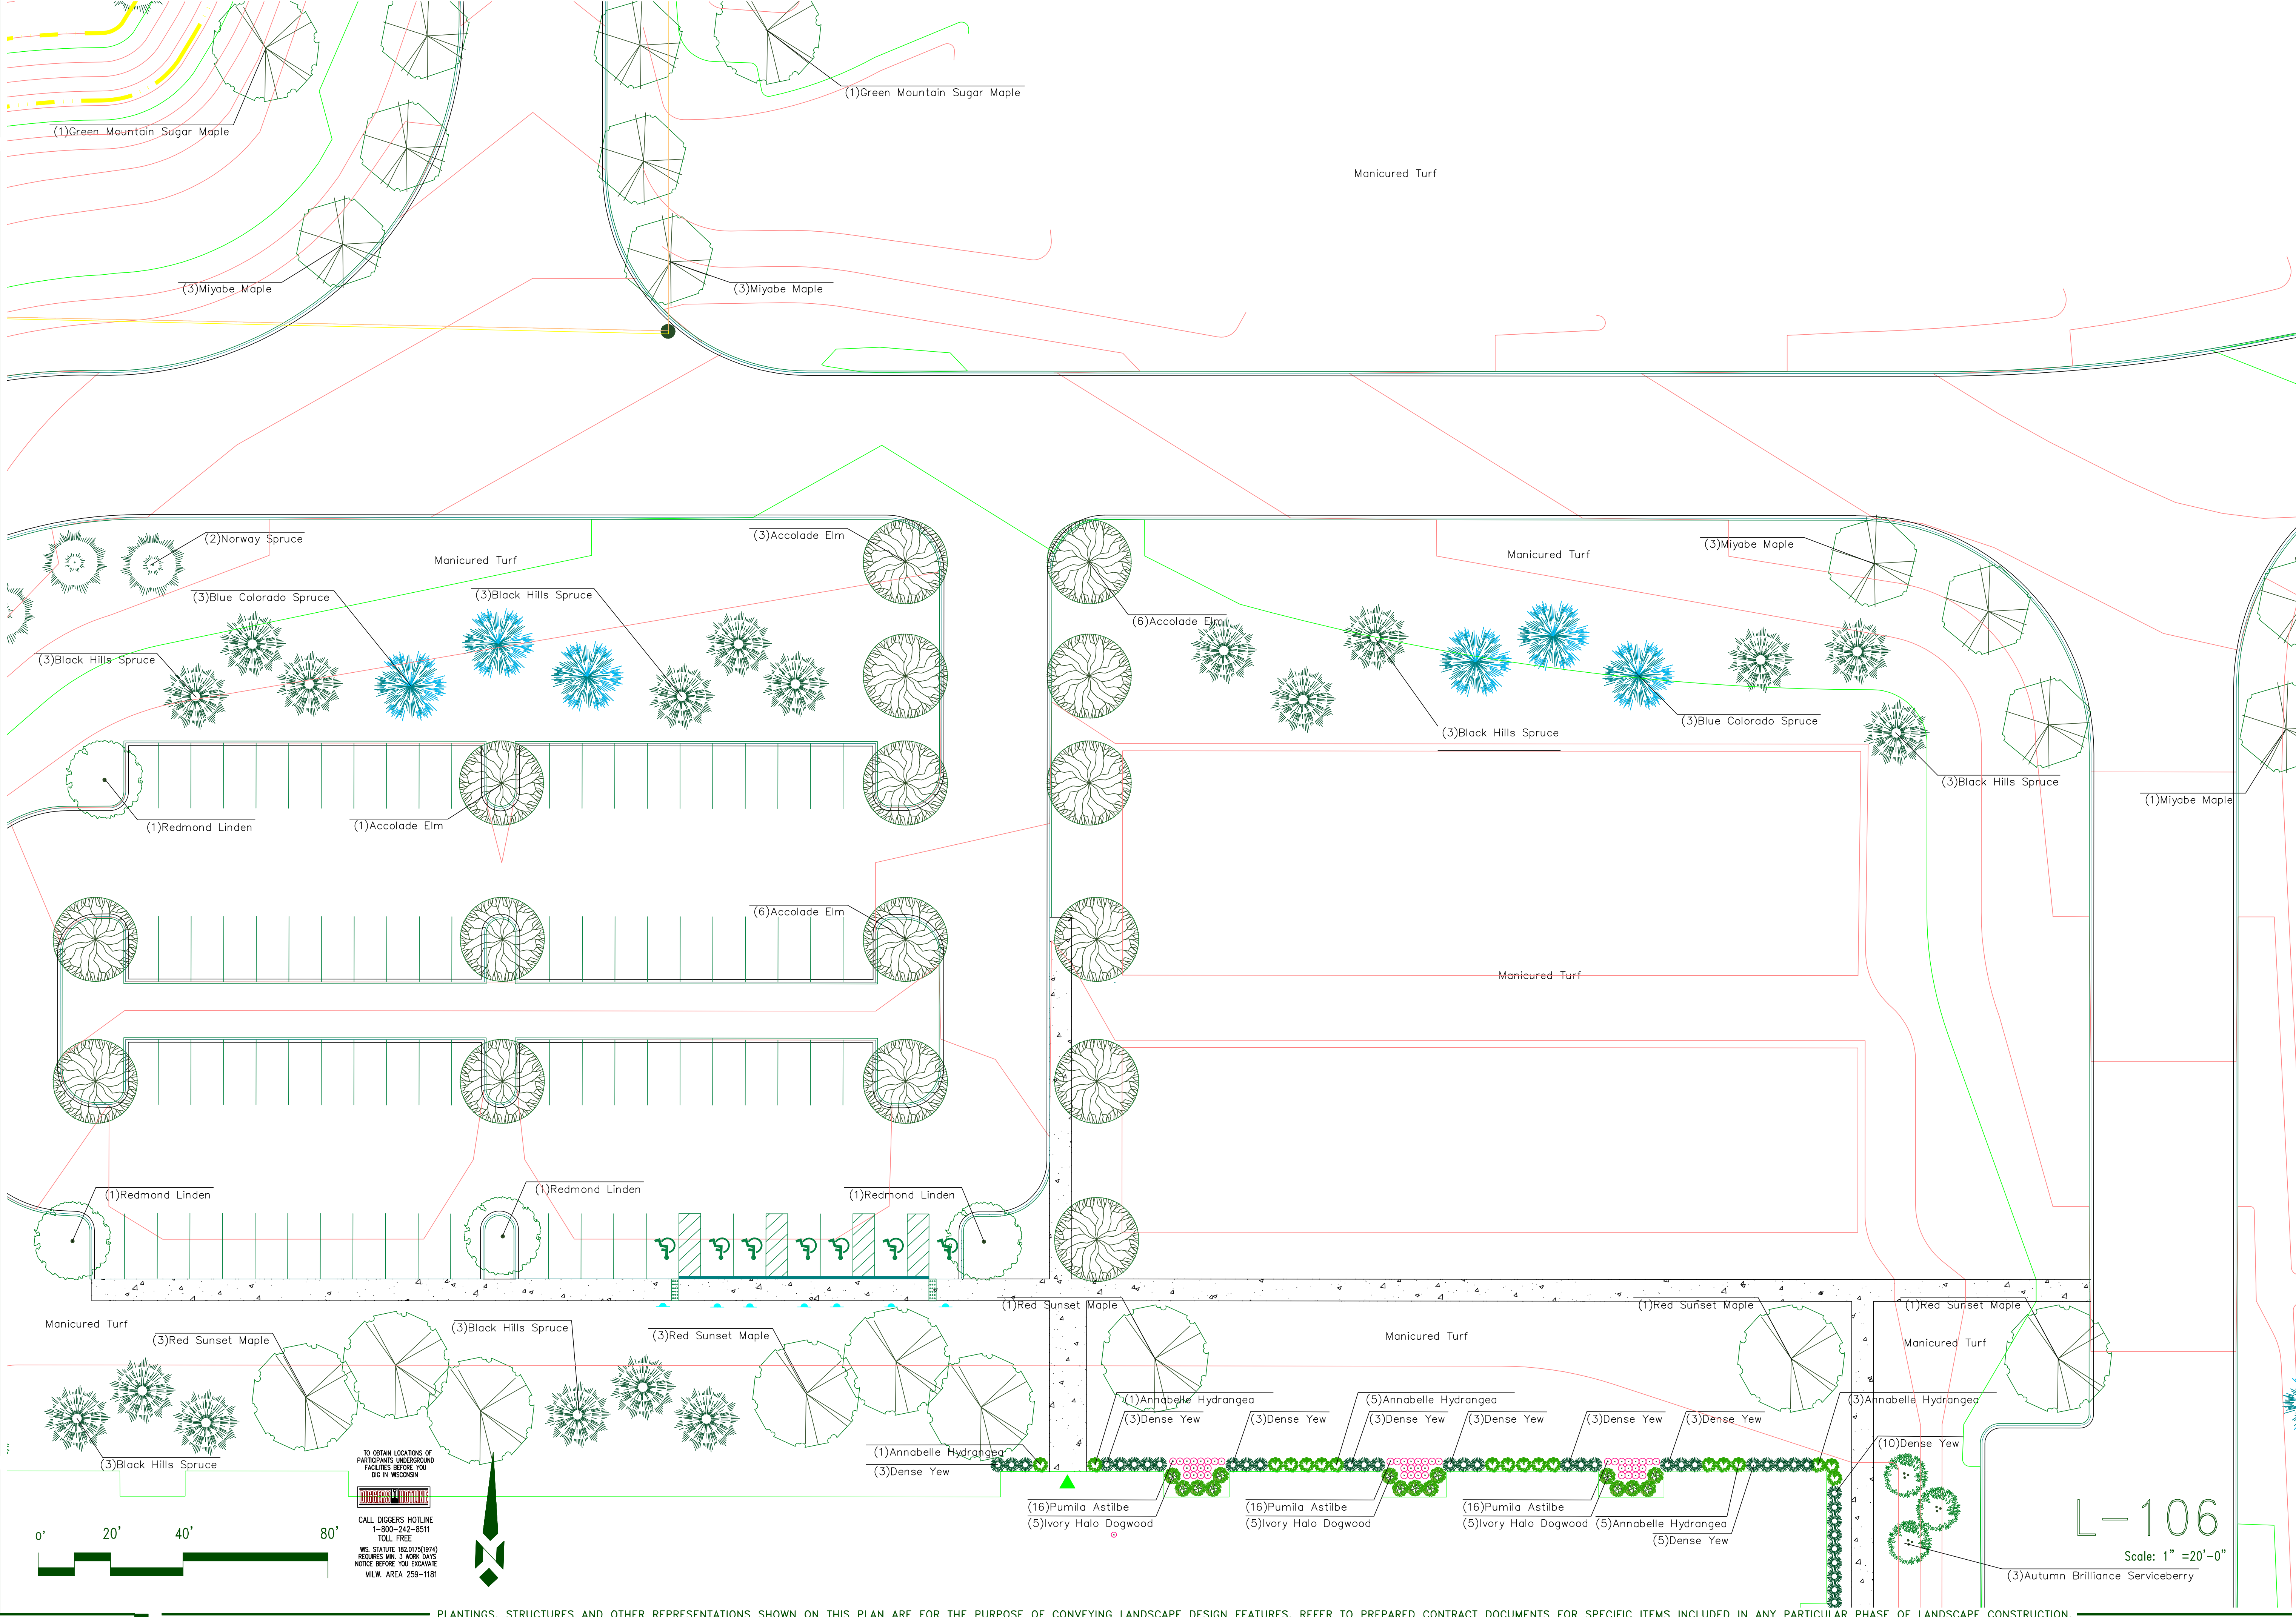 (1)Green Mountain Sugar Maple
(1)Green Mountain Sugar Maple
Manicured Turf
(3)Miyabe Maple
(3)Miyabe Maple
(2)Norway Spruce
Manicured Turf
(3)Accolade Elm
Manicured Turf
(3)Miyabe Maple
(3)Blue Colorado Spruce
(3)Black Hills Spruce
(6)Accolade Elm
(3)Black Hills Spruce
(3)Blue Colorado Spruce
(3)Black Hills Spruce
(3)Black Hills Spruce
(1)Miyabe Maple
(1)Redmond Linden
(1)Accolade Elm
(6)Accolade Elm
Manicured Turf
(1)Redmond Linden
(1)Redmond Linden
(1)Redmond Linden
(1)Red Sunset Maple
(1)Red Sunset Maple
(1)Red Sunset Maple
Manicured Turf
(3)Red Sunset Maple
(3)Black Hills Spruce
(3)Red Sunset Maple
Manicured Turf
Manicured Turf
(1)Annabelle Hydrangea
(5)Annabelle Hydrangea
(3)Annabelle Hydrangea
(3)Dense Yew
(3)Dense Yew
(3)Dense Yew
(3)Dense Yew
(3)Dense Yew
(3)Dense Yew
(10)Dense Yew
(1)Annabelle Hydrangea
(3)Dense Yew
(3)Black Hills Spruce
(16)Pumila Astilbe
(16)Pumila Astilbe
(16)Pumila Astilbe
(5)Ivory Halo Dogwood
(5)Ivory Halo Dogwood
(5)Ivory Halo Dogwood
(5)Annabelle Hydrangea
(5)Dense Yew
(3)Autumn Brilliance Serviceberry
TO OBTAIN LOCATIONS OF
PARTICIPANTS UNDERGROUND
FACILITIES BEFORE YOU
DIG IN WISCONSIN
DIGGERS HOTLINE
CALL DIGGERS HOTLINE
1-800-242-8511
TOLL FREE
WIS. STATUTE 182.0175(1974)
REQUIRES MIN. 3 WORK DAYS
NOTICE BEFORE YOU EXCAVATE
MILW. AREA 259-1181
0' 20' 40' 80'
N
L-106
Scale: 1" =20'-0"
PLANTINGS, STRUCTURES AND OTHER REPRESENTATIONS SHOWN ON THIS PLAN ARE FOR THE PURPOSE OF CONVEYING LANDSCAPE DESIGN FEATURES. REFER TO PREPARED CONTRACT DOCUMENTS FOR SPECIFIC ITEMS INCLUDED IN ANY PARTICULAR PHASE OF LANDSCAPE CONSTRUCTION.